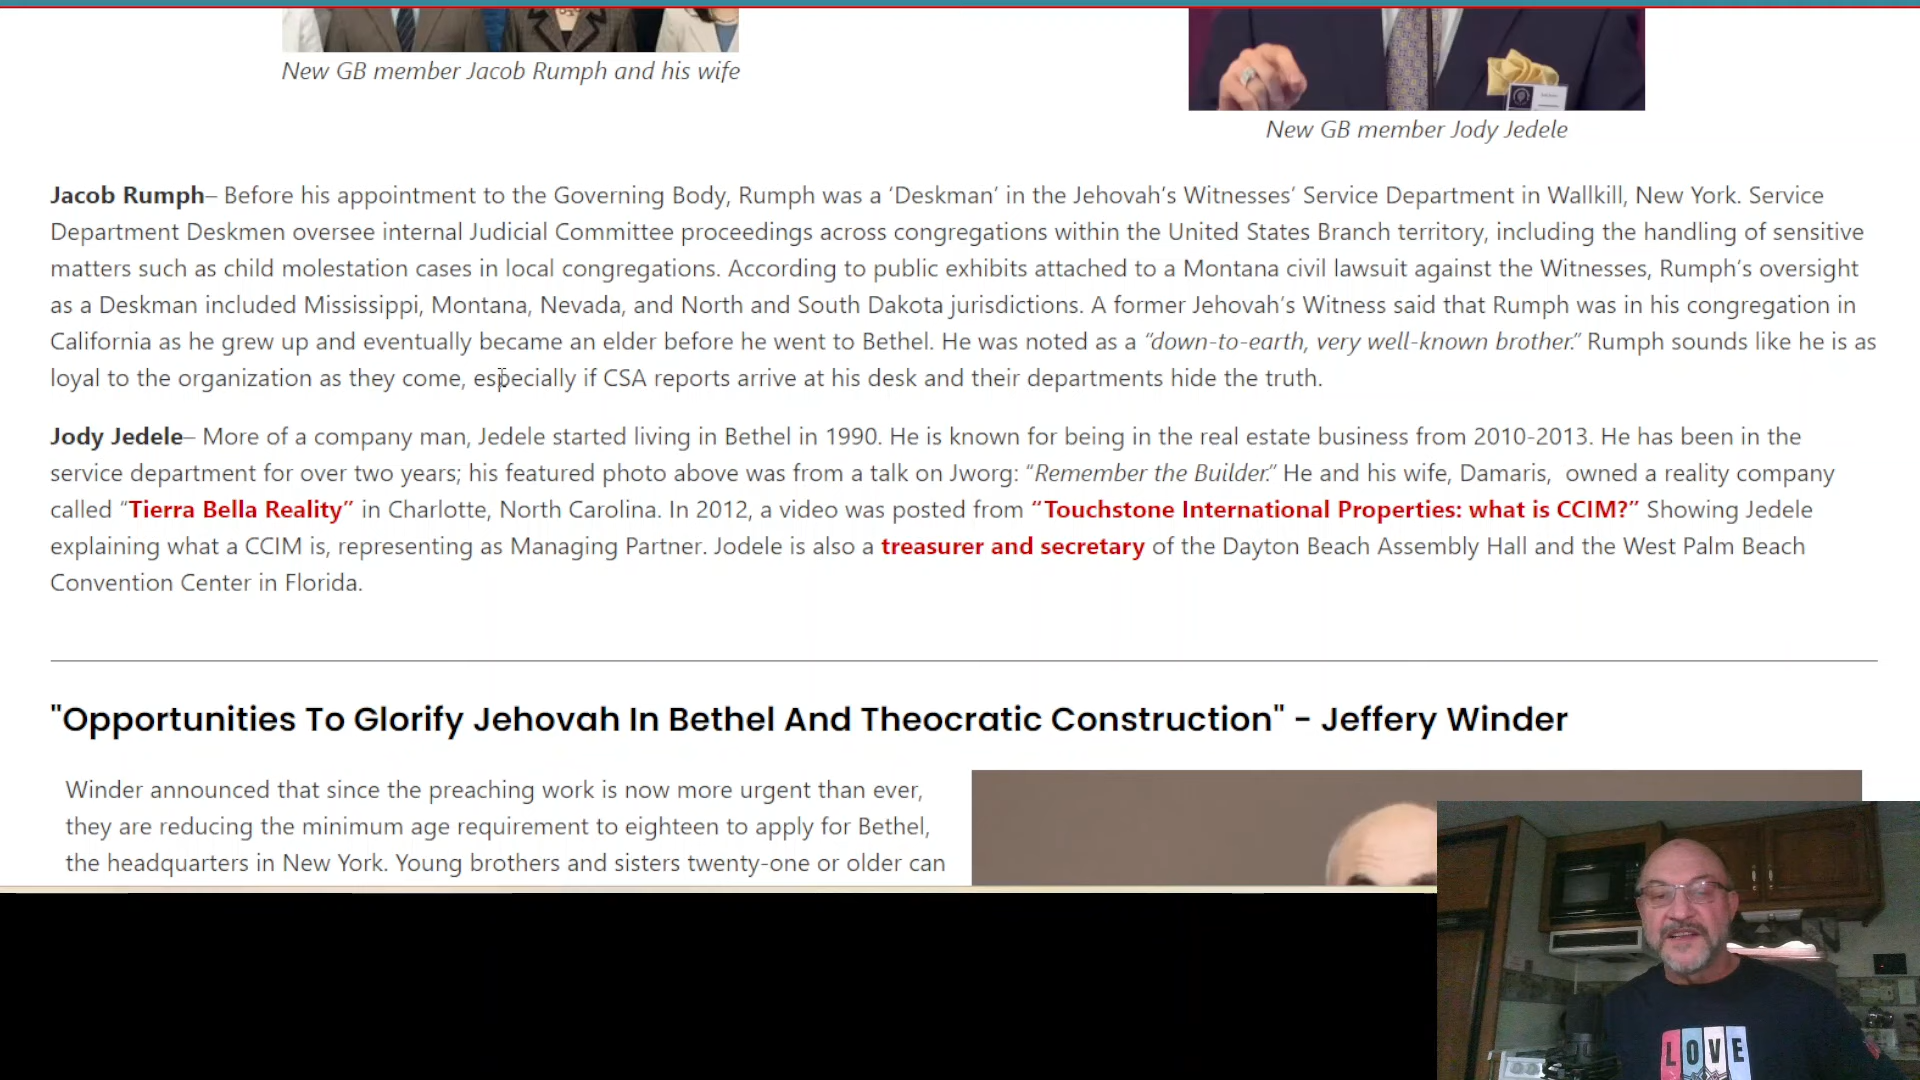 New GB member Jacob Rumph and his wife
New GB member Jody Jedele
Jacob Rumph– Before his appointment to the Governing Body, Rumph was a ‘Deskman’ in the Jehovah’s Witnesses’ Service Department in Wallkill, New York. Service
Department Deskmen oversee internal Judicial Committee proceedings across congregations within the United States Branch territory, including the handling of sensitive
matters such as child molestation cases in local congregations. According to public exhibits attached to a Montana civil lawsuit against the Witnesses, Rumph’s oversight
as a Deskman included Mississippi, Montana, Nevada, and North and South Dakota jurisdictions. A former Jehovah’s Witness said that Rumph was in his congregation in
California as he grew up and eventually became an elder before he went to Bethel. He was noted as a “down-to-earth, very well-known brother.” Rumph sounds like he is as
loyal to the organization as they come, especially if CSA reports arrive at his desk and their departments hide the truth.
Jody Jedele– More of a company man, Jedele started living in Bethel in 1990. He is known for being in the real estate business from 2010-2013. He has been in the
service department for over two years; his featured photo above was from a talk on Jworg: “Remember the Builder.” He and his wife, Damaris, owned a reality company
called “Tierra Bella Reality” in Charlotte, North Carolina. In 2012, a video was posted from “Touchstone International Properties: what is CCIM?” Showing Jedele
explaining what a CCIM is, representing as Managing Partner. Jodele is also a treasurer and secretary of the Dayton Beach Assembly Hall and the West Palm Beach
Convention Center in Florida.
"Opportunities To Glorify Jehovah In Bethel And Theocratic Construction" - Jeffery Winder
Winder announced that since the preaching work is now more urgent than ever,
they are reducing the minimum age requirement to eighteen to apply for Bethel,
the headquarters in New York. Young brothers and sisters twenty-one or older can
LOVE